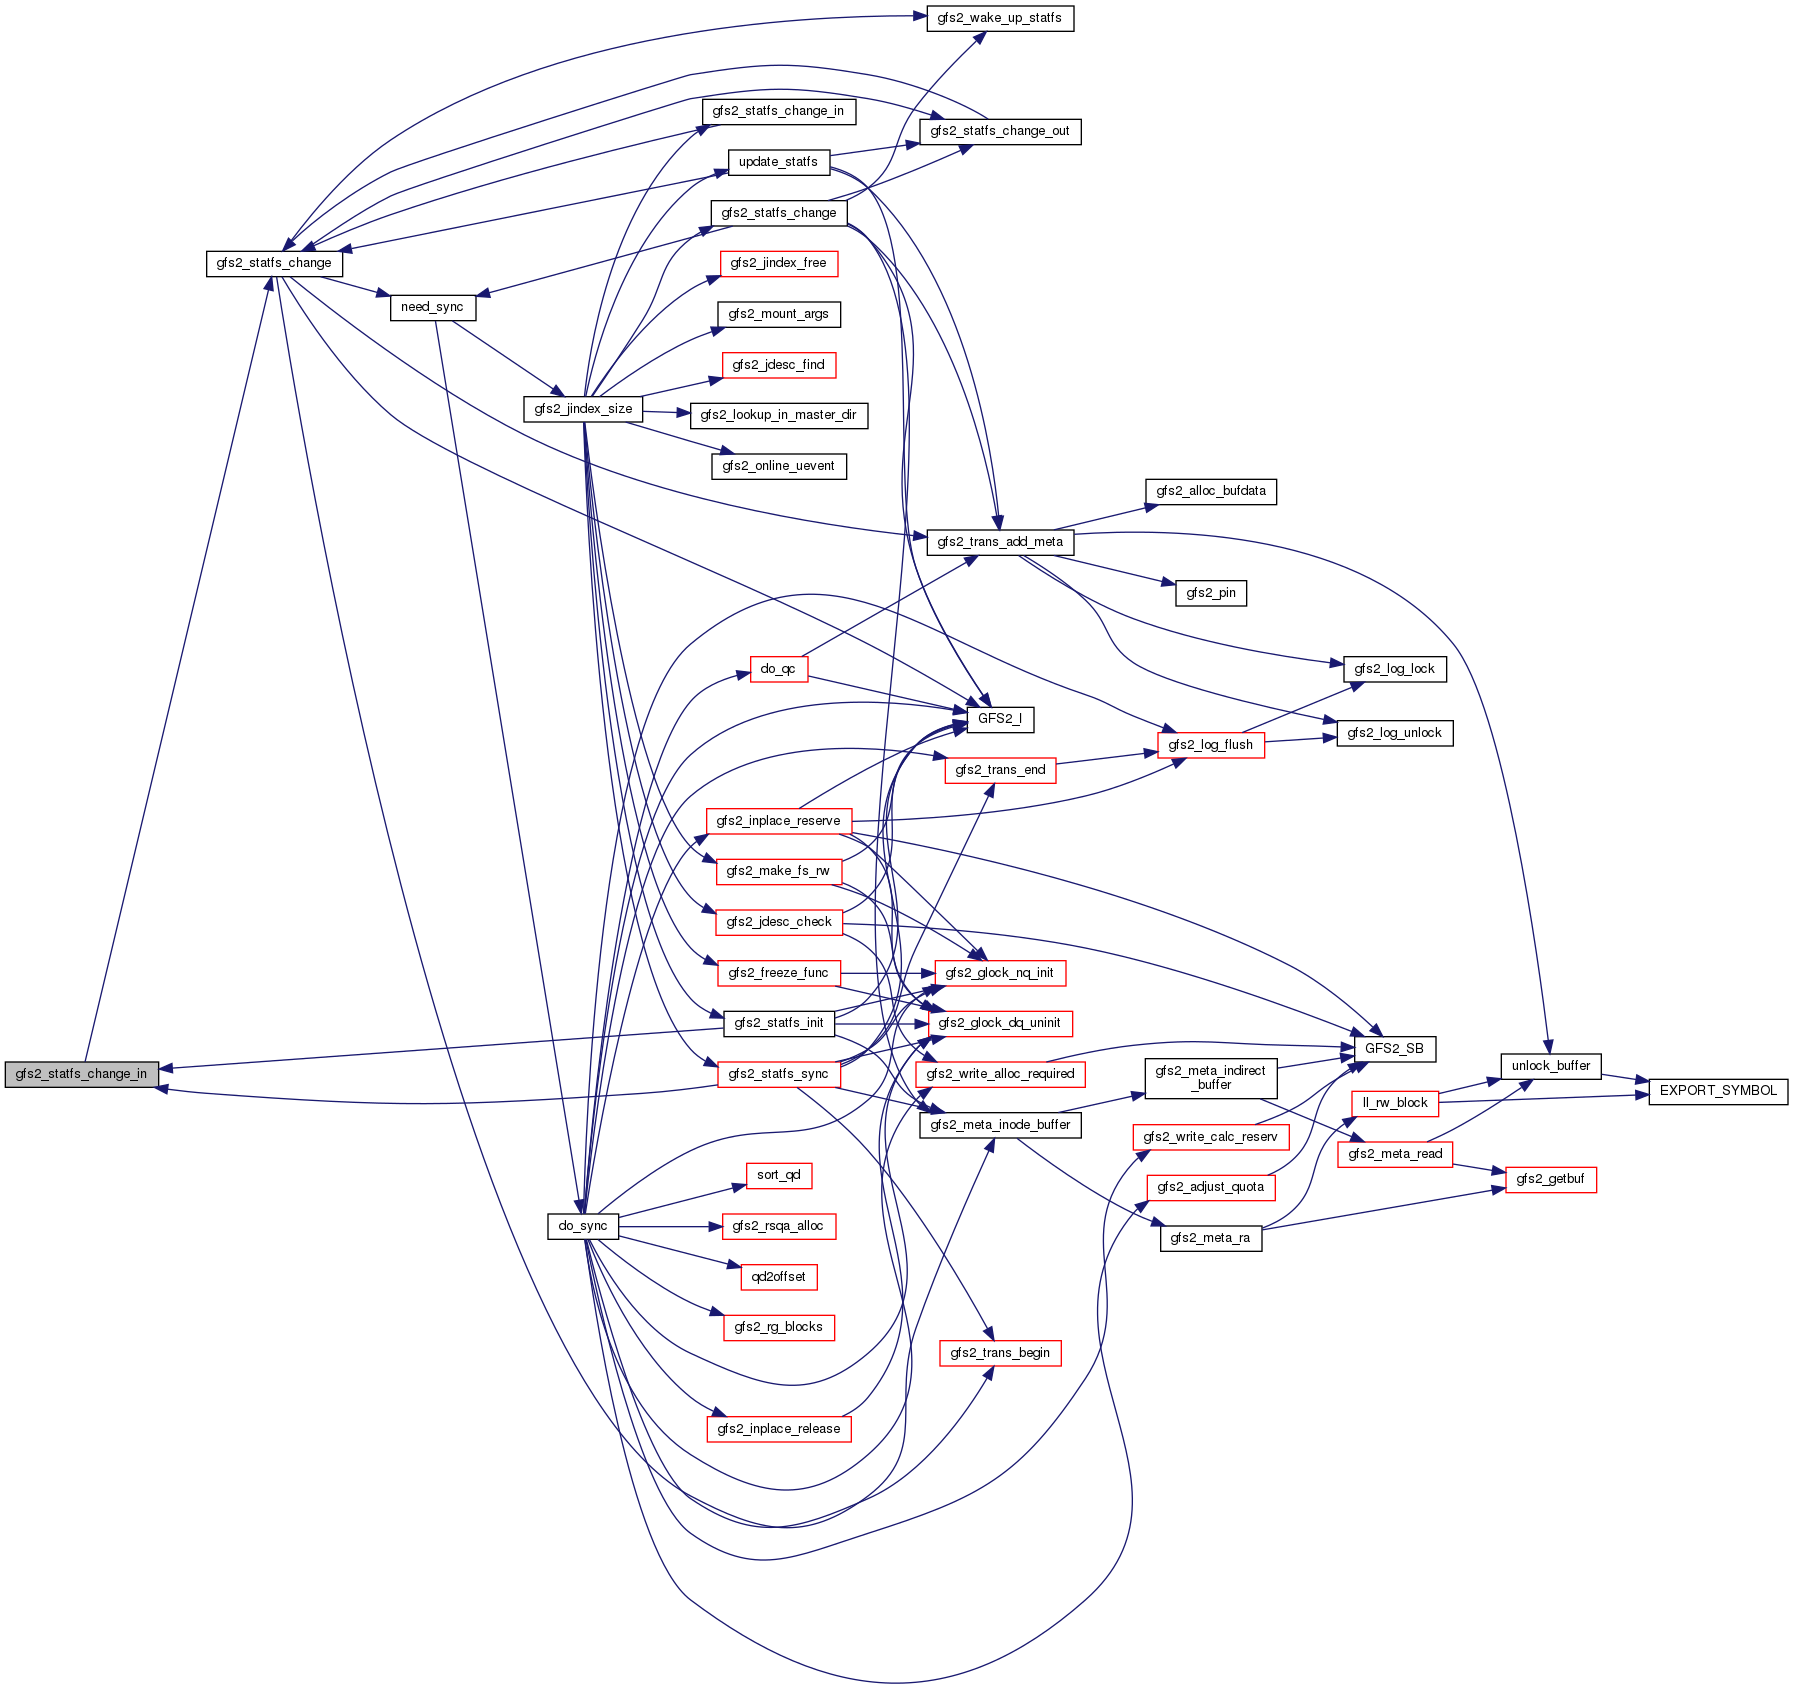 gfs2_wake_up_statfs
gfs2_statfs_change_in
gfs2_statfs_change_out
update_statfs
gfs2_statfs_change
gfs2_statfs_change
gfs2_jindex_free
need_sync
gfs2_mount_args
gfs2_jdesc_find
gfs2_jindex_size
gfs2_lookup_in_master_dir
gfs2_online_uevent
gfs2_alloc_bufdata
gfs2_trans_add_meta
gfs2_pin
do_qc
gfs2_log_lock
GFS2_I
gfs2_log_unlock
gfs2_log_flush
gfs2_trans_end
gfs2_inplace_reserve
gfs2_make_fs_rw
gfs2_jdesc_check
gfs2_freeze_func
gfs2_glock_nq_init
gfs2_statfs_init
gfs2_glock_dq_uninit
GFS2_SB
gfs2_statfs_change_in
gfs2_statfs_sync
gfs2_write_alloc_required
gfs2_meta_indirect
_buffer
unlock_buffer
EXPORT_SYMBOL
ll_rw_block
gfs2_meta_inode_buffer
gfs2_write_calc_reserv
gfs2_meta_read
sort_qd
gfs2_adjust_quota
gfs2_getbuf
do_sync
gfs2_rsqa_alloc
gfs2_meta_ra
qd2offset
gfs2_rg_blocks
gfs2_trans_begin
gfs2_inplace_release